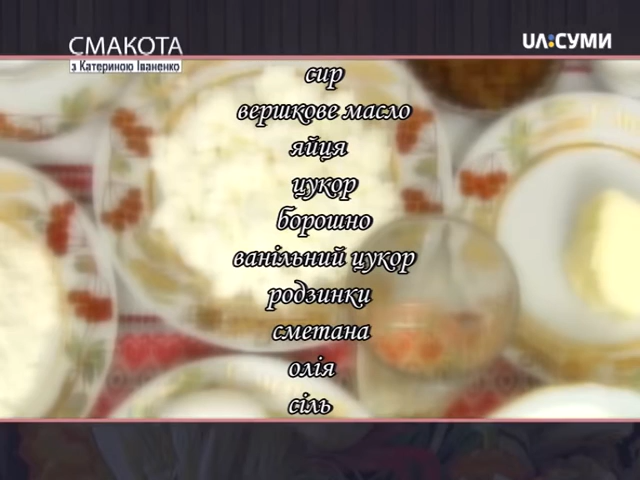 СМАКОТА
з Катериною Іваненко
UA:СУМИ
сир
вершкове масло
яйця
цукор
борошно
ванільний цукор
родзинки
сметана
олія
сіль